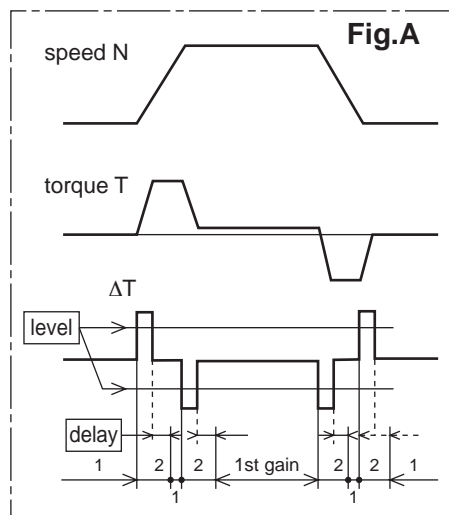 Fig.A
speed N
torque T
ΔT
level
delay
1 2 2 1st gain 2 2 1
1 1